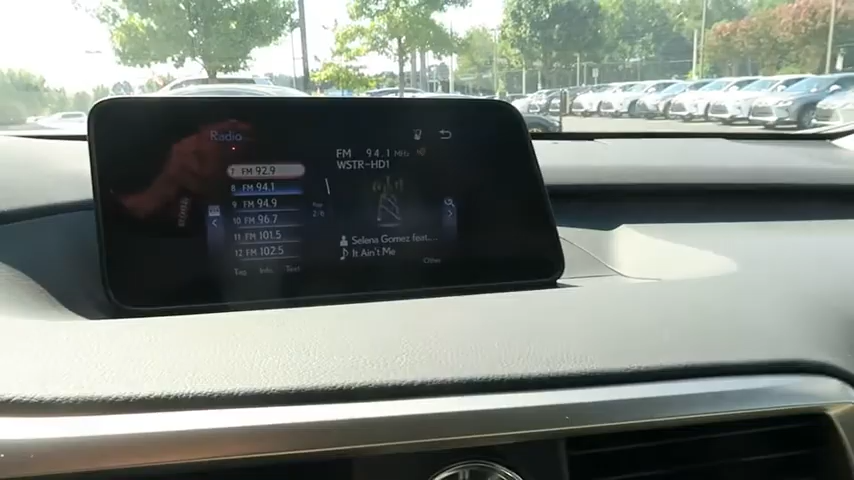 Radio
7 FM 92.9
8 FM 94.1
9 FM 94.9
10 FM 96.7
11 FM 101.5
12 FM 102.5
Tag Info Text
FM 94.1 MHz
WSTR-HD1
2/9
Selena Gomez feat...
It Ain't Me
Other